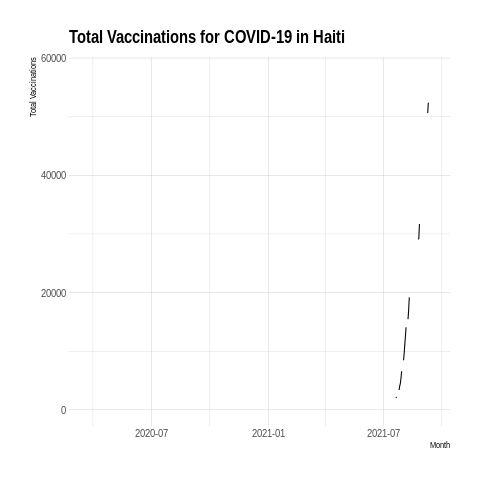 Total Vaccinations for COVID-19 in Haiti
Total Vaccinations
60000
40000
20000
0
2020-07
2021-01
2021-07
Month